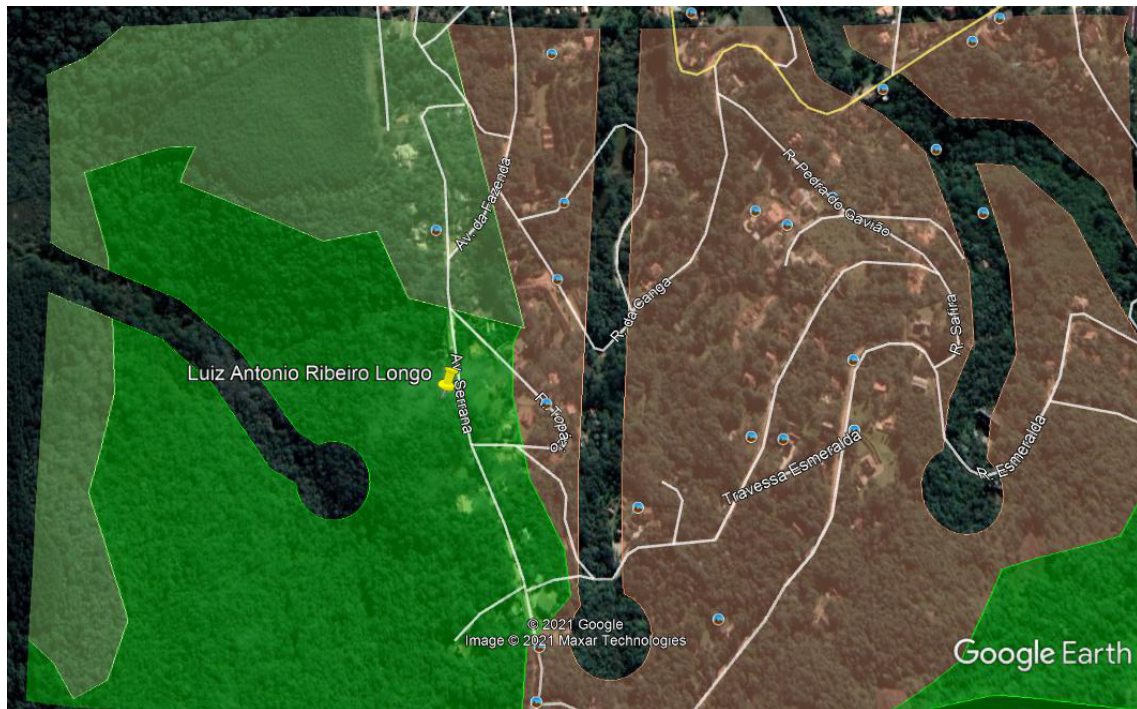 R. Pedra do Gavião
Av. da Fazenda
R. da Canga
R. Safira
Luiz Antonio Ribeiro Longo
Av. Serrana
R. Topá
R. Esmeralda
Travessa Esmeralda
© 2021 Google
Image © 2021 Maxar Technologies
Google Earth